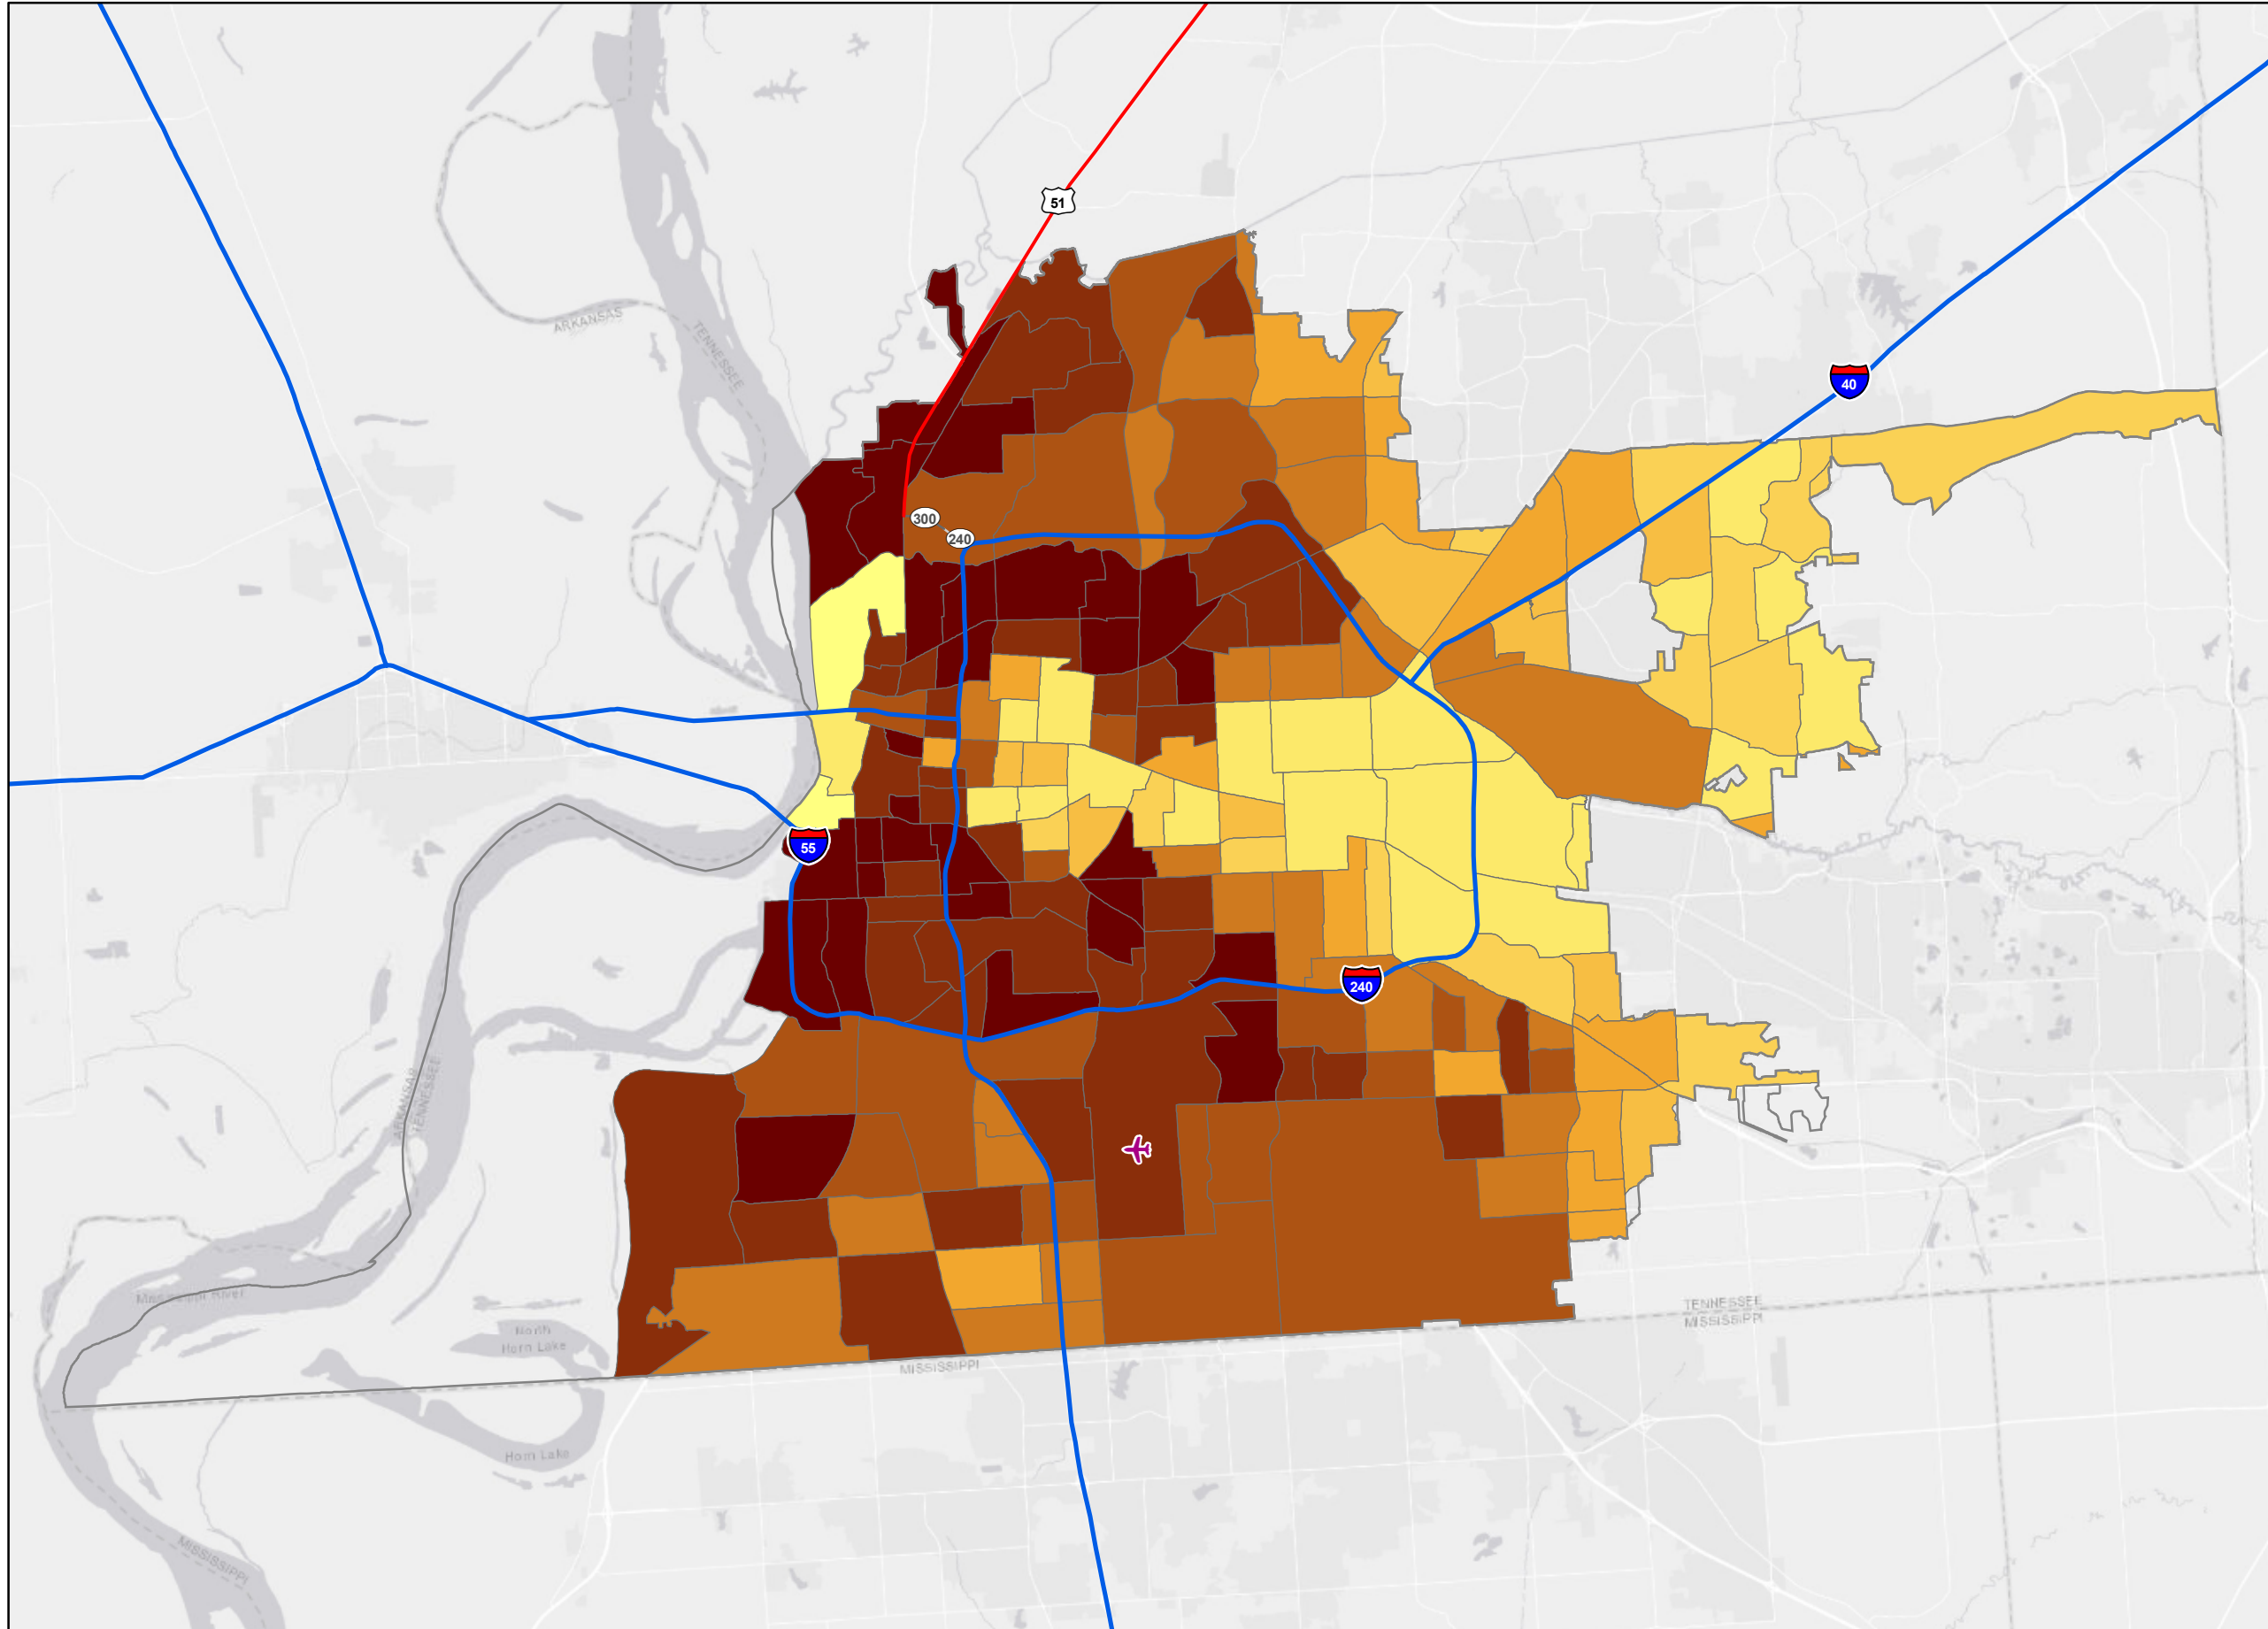 51
ARKANSAS
TENNESSEE
40
300
240
55
240
ARKANSAS
TENNESSEE
Mississippi River
North
Horn Lake
TENNESSEE
MISSISSIPPI
MISSISSIPPI
Horn Lake
MISSISSIPPI